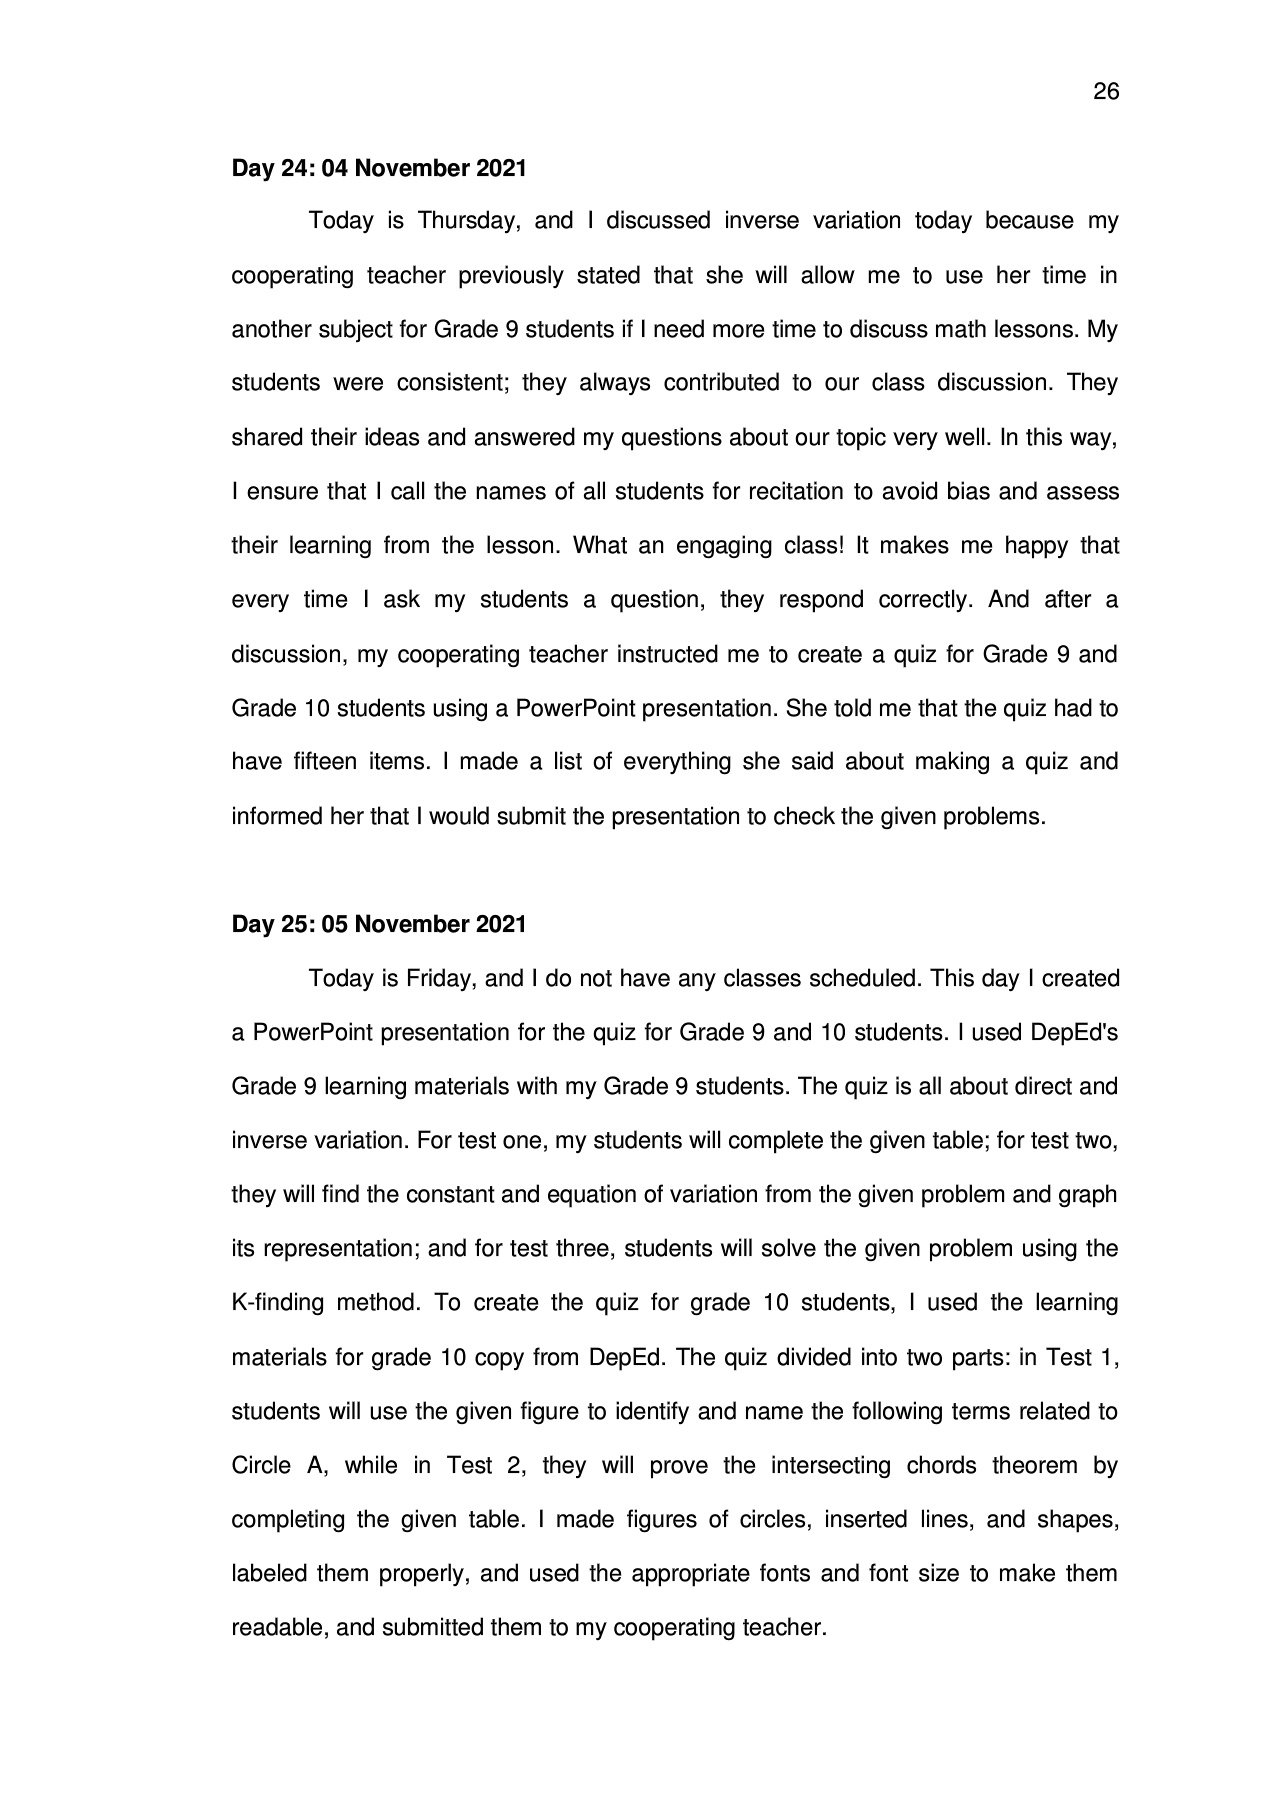 26
Day 24: 04 November 2021
Today is Thursday, and I discussed inverse variation today because my
cooperating teacher previously stated that she will allow me to use her time in
another subject for Grade 9 students if I need more time to discuss math lessons. My
students were consistent; they always contributed to our class discussion. They
shared their ideas and answered my questions about our topic very well. In this way,
I ensure that I call the names of all students for recitation to avoid bias and assess
their learning from the lesson. What an engaging class! It makes me happy that
every time I ask my students a question, they respond correctly. And after a
discussion, my cooperating teacher instructed me to create a quiz for Grade 9 and
Grade 10 students using a PowerPoint presentation. She told me that the quiz had to
have fifteen items. I made a list of everything she said about making a quiz and
informed her that I would submit the presentation to check the given problems.
Day 25: 05 November 2021
Today is Friday, and I do not have any classes scheduled. This day I created
a PowerPoint presentation for the quiz for Grade 9 and 10 students. I used DepEd's
Grade 9 learning materials with my Grade 9 students. The quiz is all about direct and
inverse variation. For test one, my students will complete the given table; for test two,
they will find the constant and equation of variation from the given problem and graph
its representation; and for test three, students will solve the given problem using the
K-finding method. To create the quiz for grade 10 students, I used the learning
materials for grade 10 copy from DepEd. The quiz divided into two parts: in Test 1,
students will use the given figure to identify and name the following terms related to
Circle A, while in Test 2, they will prove the intersecting chords theorem by
completing the given table. I made figures of circles, inserted lines, and shapes,
labeled them properly, and used the appropriate fonts and font size to make them
readable, and submitted them to my cooperating teacher.